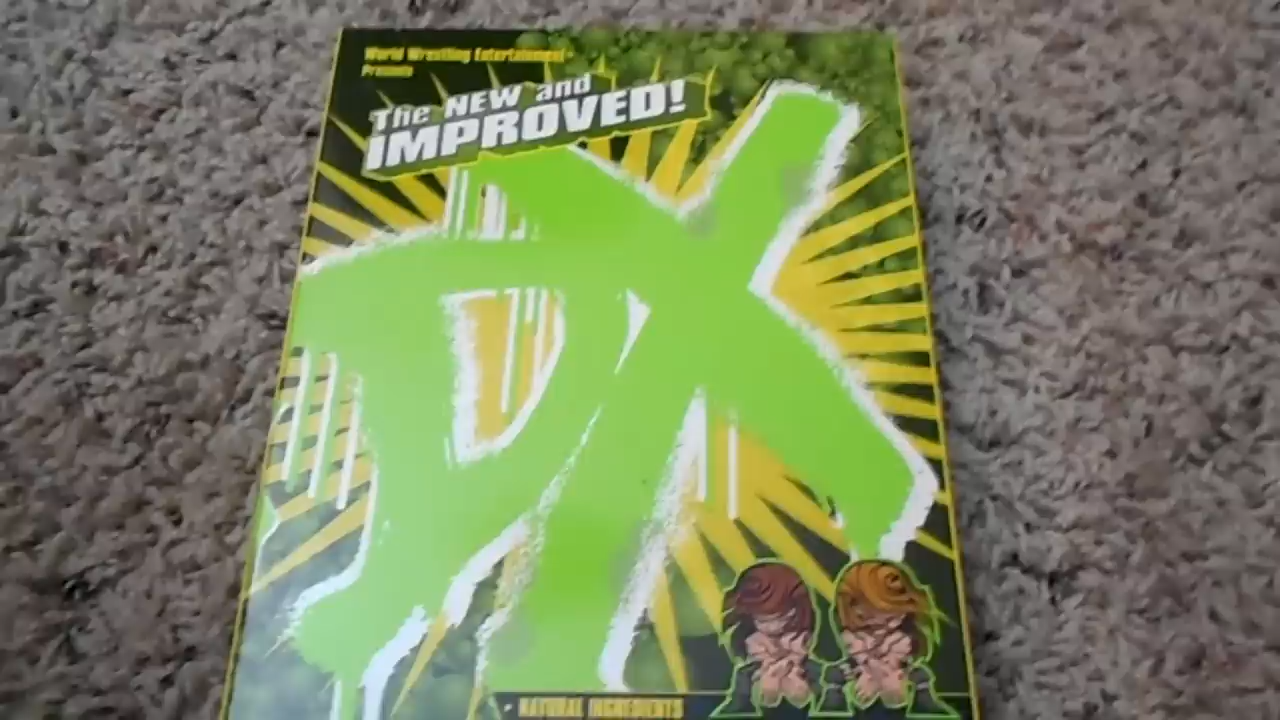 World Wrestling Entertainment
Presents
The NEW and
IMPROVED!
DX
- NATURAL INGREDIENTS